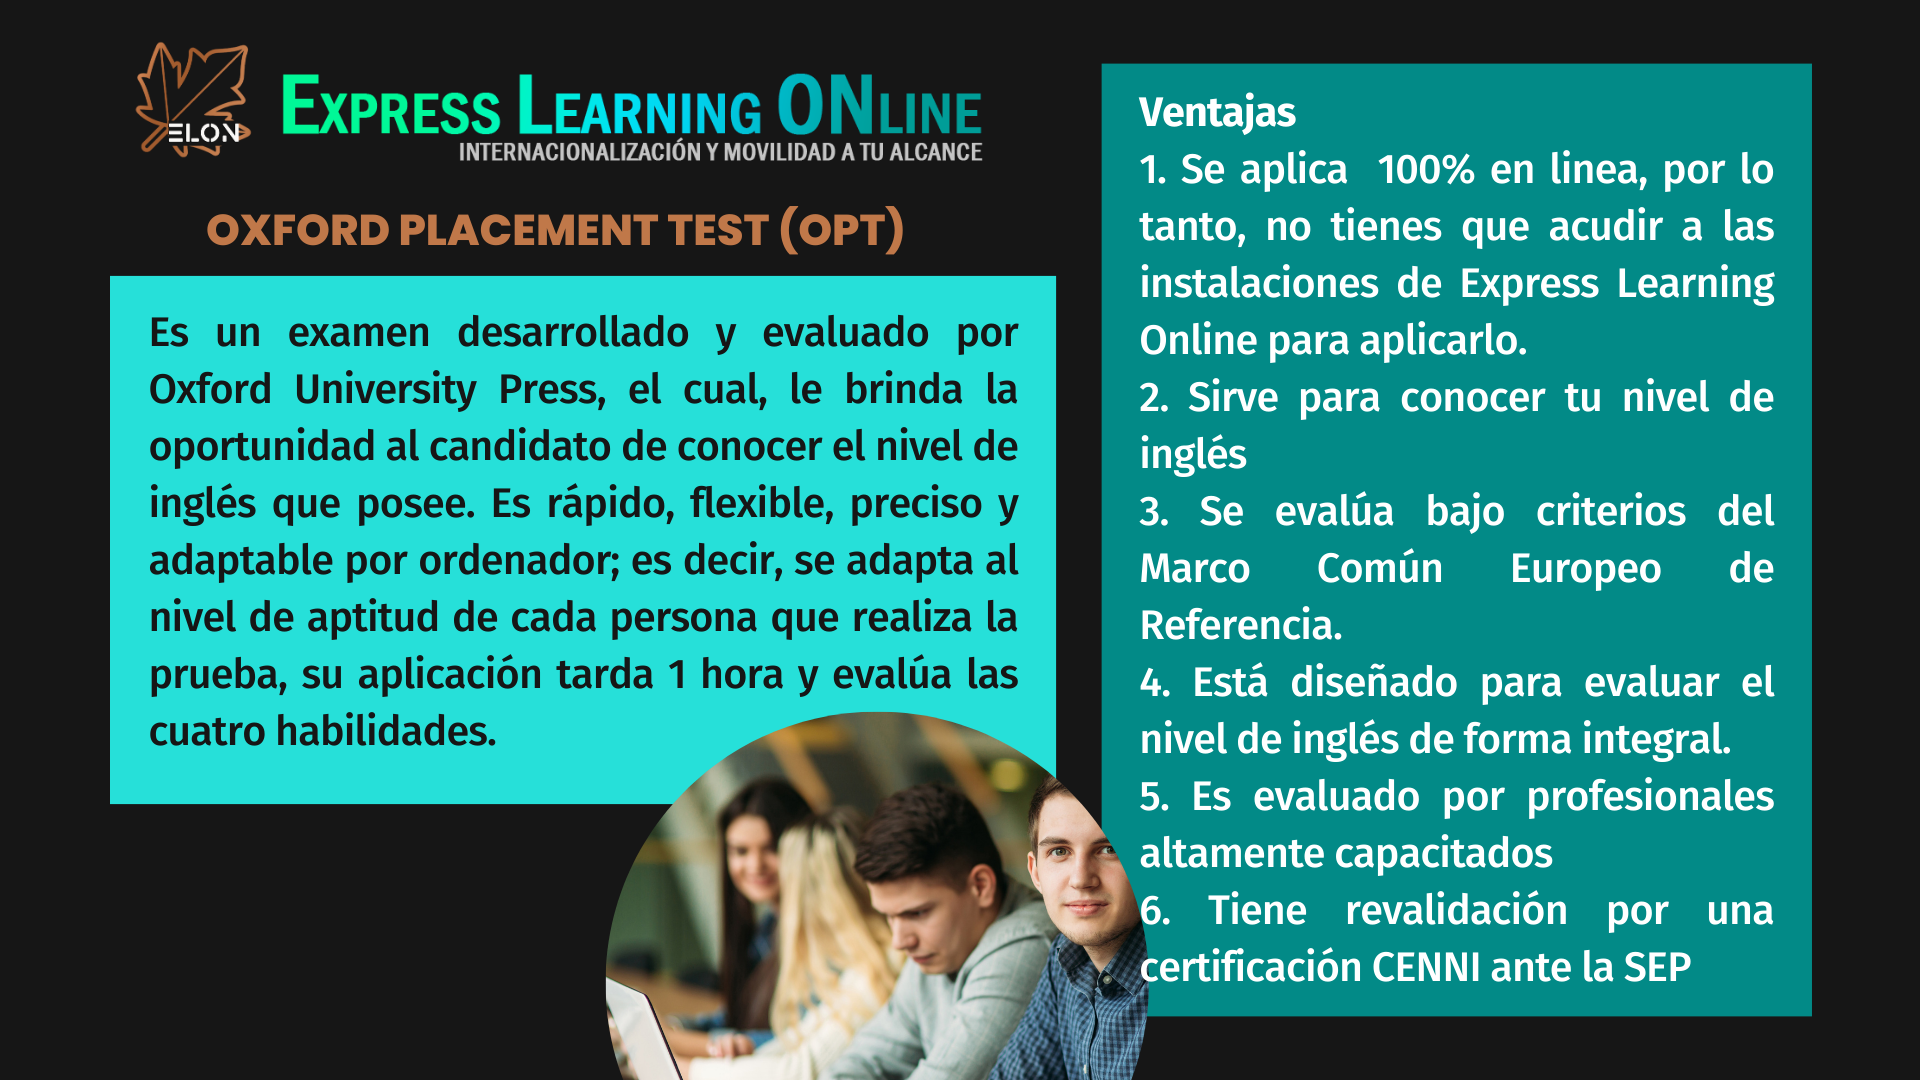 ELON
EXPRESS LEARNING ONLINE
INTERNACIONALIZACIÓN Y MOVILIDAD A TU ALCANCE
OXFORD PLACEMENT TEST (OPT)
Es un examen desarrollado y evaluado por
Oxford University Press, el cual, le brinda la
oportunidad al candidato de conocer el nivel de
inglés que posee. Es rápido, flexible, preciso y
adaptable por ordenador; es decir, se adapta al
nivel de aptitud de cada persona que realiza la
prueba, su aplicación tarda 1 hora y evalúa las
cuatro habilidades.
Ventajas
1. Se aplica 100% en linea, por lo
tanto, no tienes que acudir a las
instalaciones de Express Learning
Online para aplicarlo.
2. Sirve para conocer tu nivel de
inglés
3. Se evalúa bajo criterios del
Marco Común Europeo de
Referencia.
4. Está diseñado para evaluar el
nivel de inglés de forma integral.
5. Es evaluado por profesionales
altamente capacitados
6. Tiene revalidación por una
certificación CENNI ante la SEP